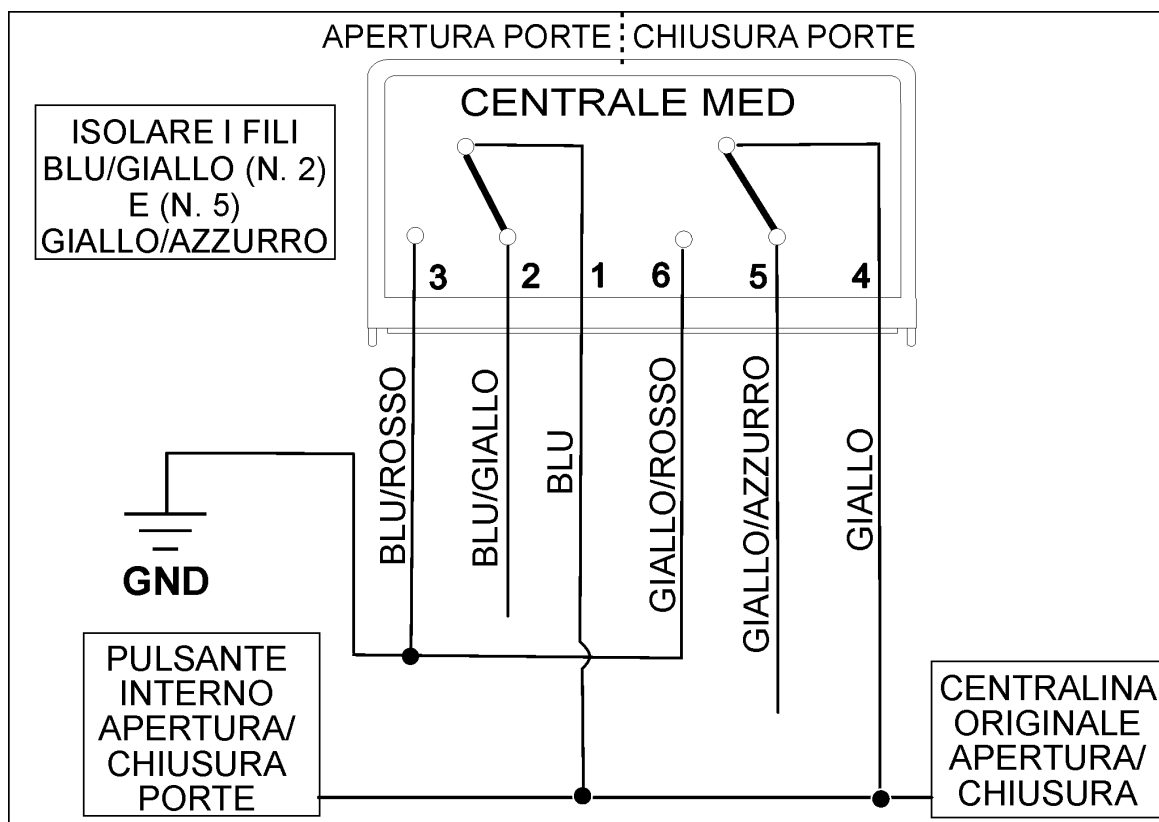 APERTURA PORTE CHIUSURA PORTE
CENTRALE MED
ISOLARE I FILI
BLU/GIALLO (N. 2)
E (N. 5)
GIALLO/AZZURRO
3 2 1 6 5 4
BLU/ROSSO
BLU/GIALLO
BLU
GIALLO/ROSSO
GIALLO/AZZURRO
GIALLO
GND
PULSANTE
INTERNO
APERTURA/
CHIUSURA
PORTE
CENTRALINA
ORIGINALE
APERTURA/
CHIUSURA